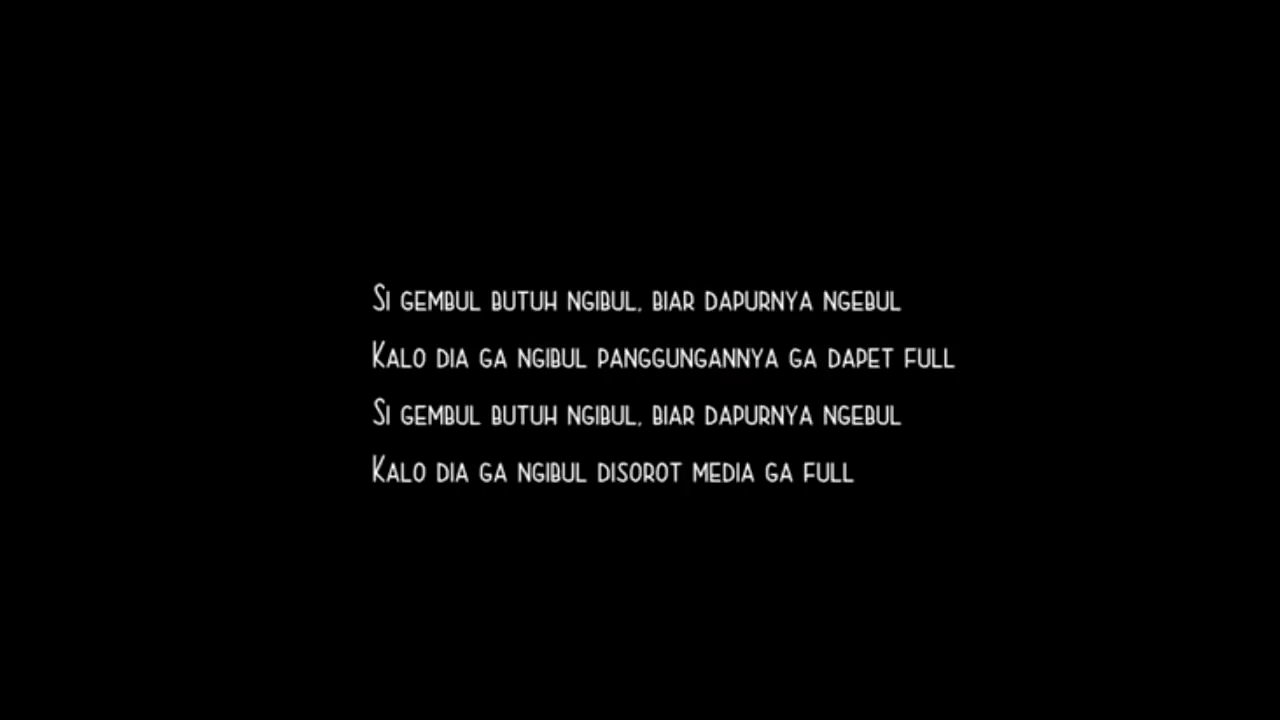 Si gembul butuh ngibul, biar dapurnya ngebul
Kalo dia ga ngibul panggungannya ga dapet full
Si gembul butuh ngibul, biar dapurnya ngebul
Kalo dia ga ngibul disorot media ga full